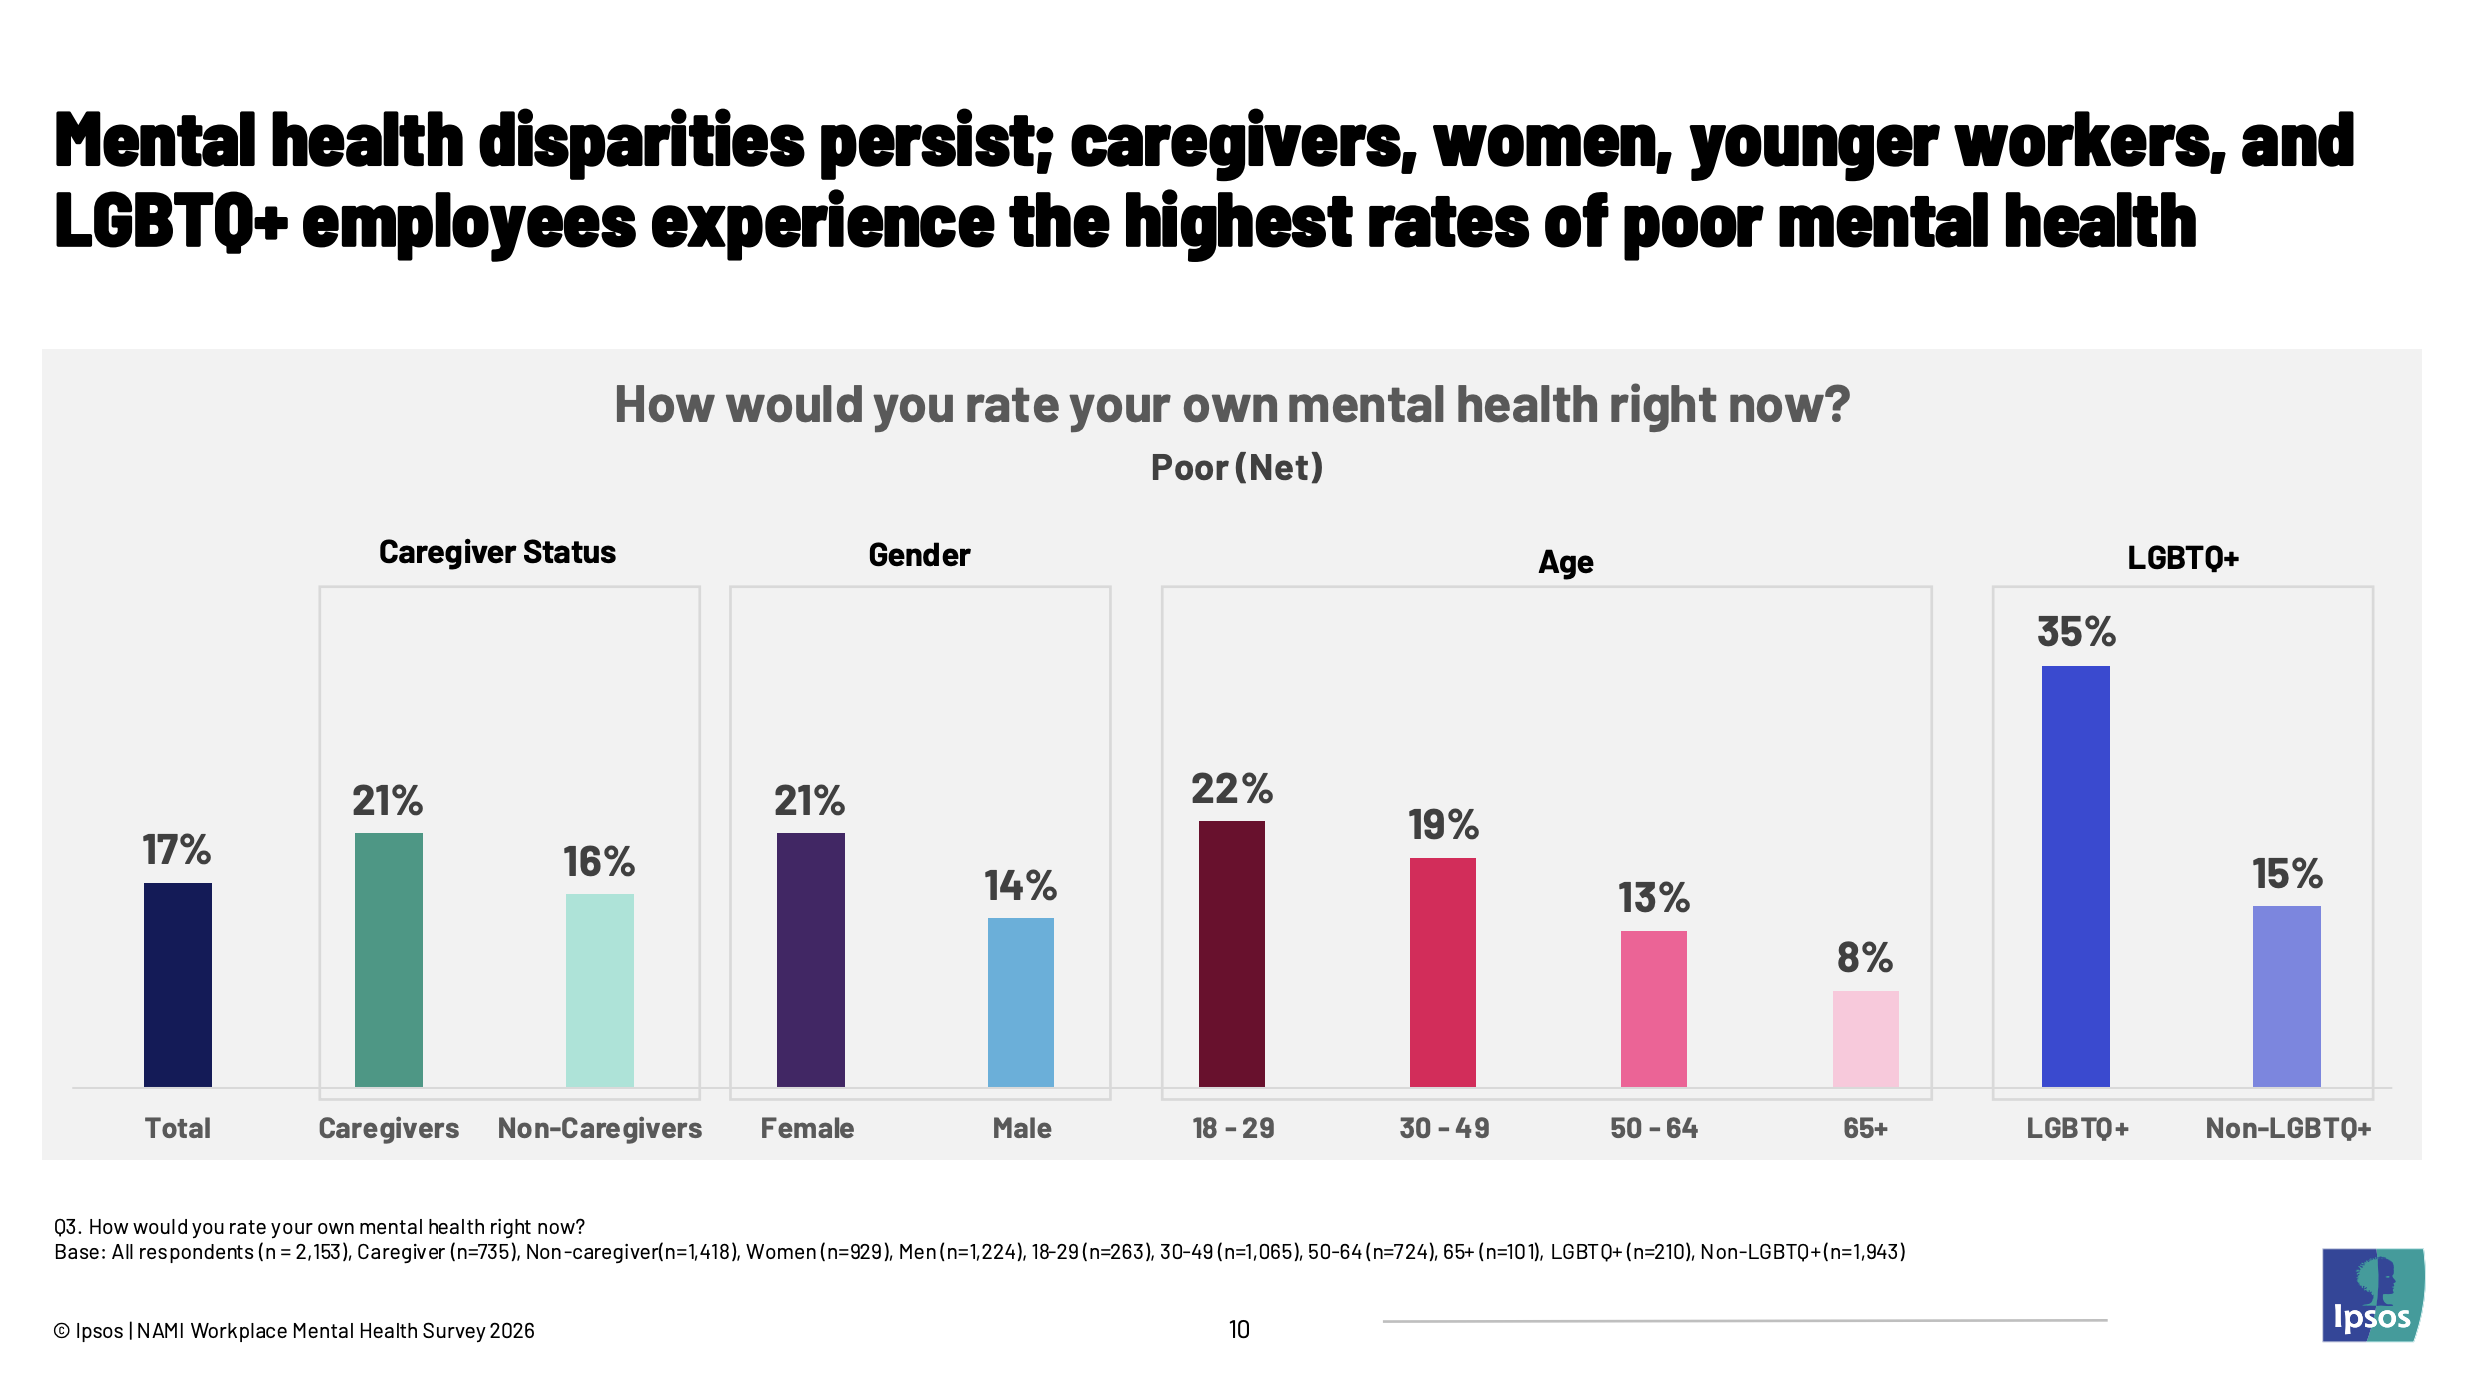 Mental health disparities persist; caregivers, women, younger workers, and
LGBTQ+ employees experience the highest rates of poor mental health
How would you rate your own mental health right now?
Poor (Net)
Caregiver Status
Gender
Age
LGBTQ+
17%
21%
16%
21%
14%
22%
19%
13%
8%
35%
15%
Total
Caregivers
Non-Caregivers
Female
Male
18 - 29
30 - 49
50 - 64
65+
LGBTQ+
Non-LGBTQ+
Q3. How would you rate your own mental health right now?
Base: All respondents (n = 2,153), Caregiver (n=735), Non-caregiver(n=1,418), Women (n=929), Men (n=1,224), 18-29 (n=263), 30-49 (n=1,065), 50-64 (n=724), 65+ (n=101), LGBTQ+ (n=210), Non-LGBTQ+ (n=1,943)
© Ipsos | NAMI Workplace Mental Health Survey 2026
10
Ipsos